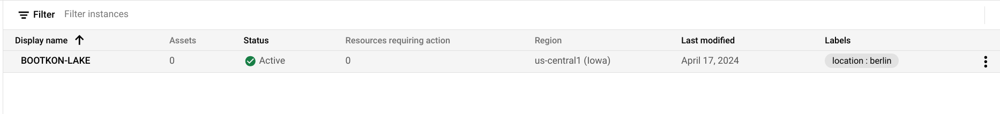 Filter Filter instances
Display name Assets Status Resources requiring action Region Last modified Labels
BOOTKON-LAKE 0 Active 0 us-central1 (Iowa) April 17, 2024 location : berlin